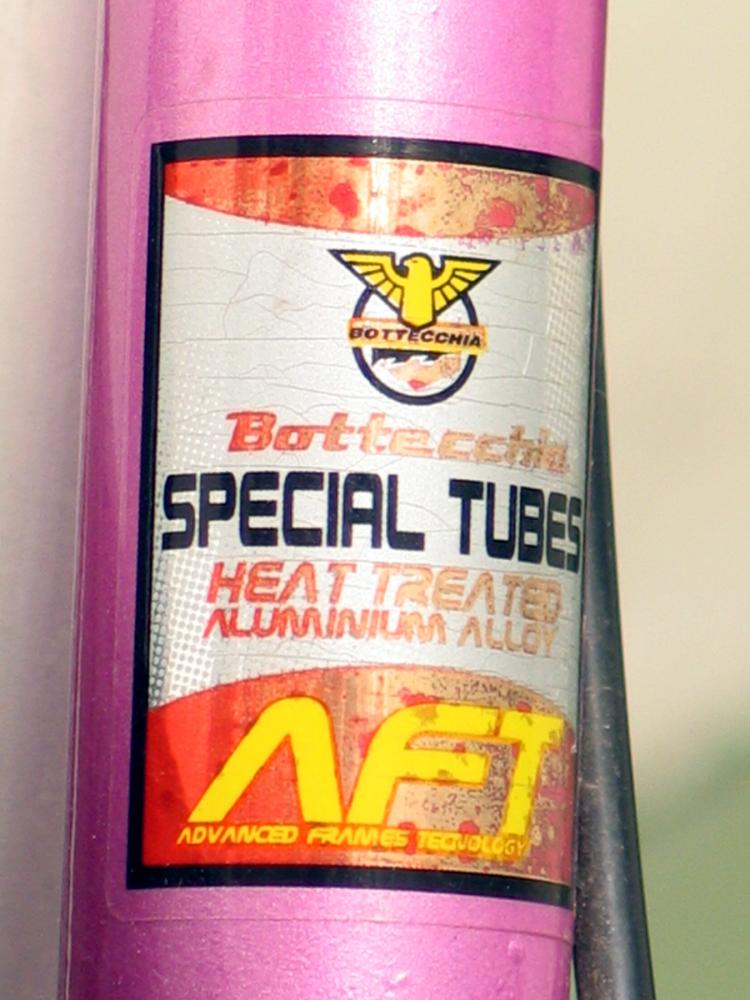 BOTTECCHIA
Bottecchia
SPECIAL TUBES
HEAT TREATED
ALUMINIUM ALLOY
AFT
ADVANCED FRAMES TECNOLOGY